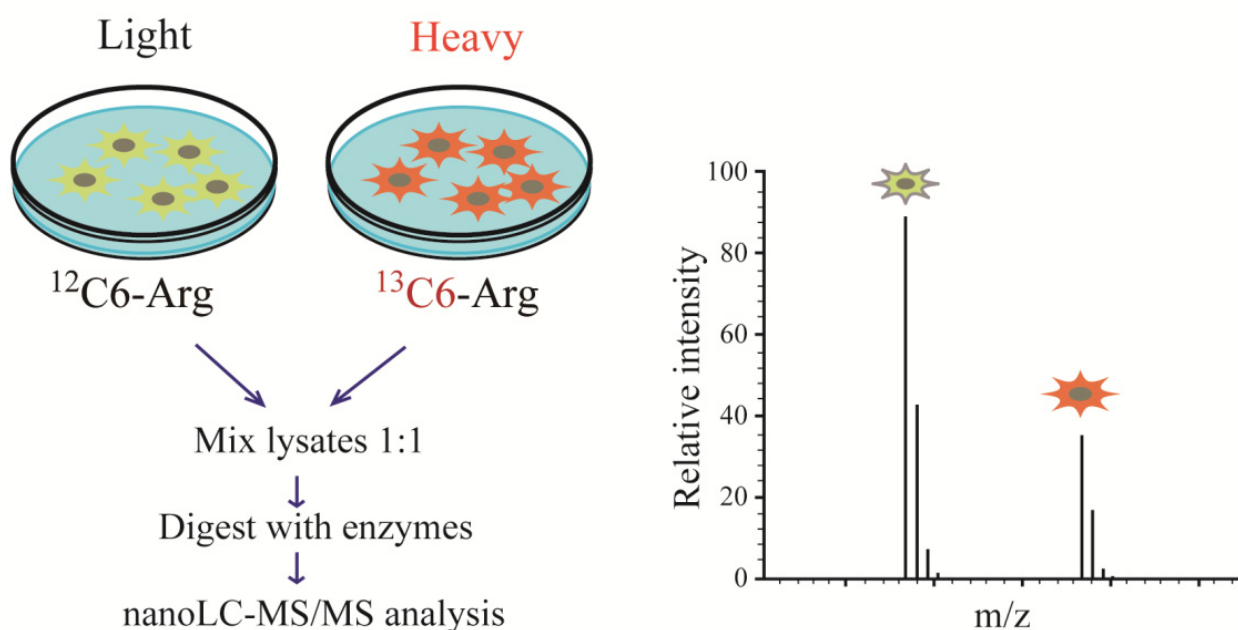 Light
Heavy
¹²C6-Arg
¹³C6-Arg
Mix lysates 1:1
Digest with enzymes
nanoLC-MS/MS analysis
Relative intensity
100
80
60
40
20
0
m/z